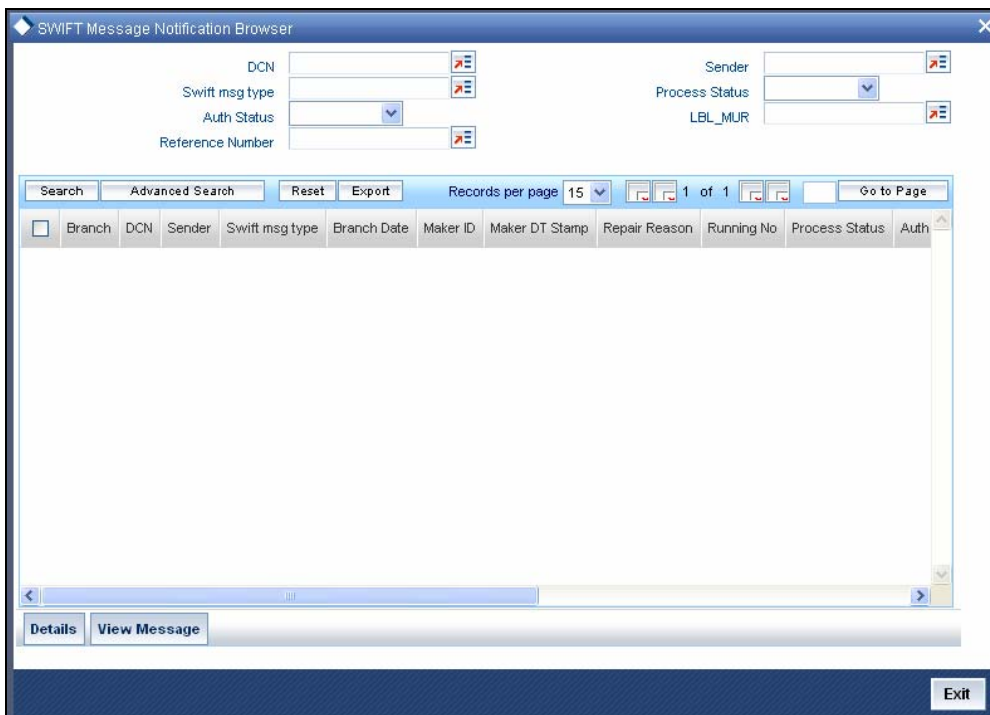 SWIFT Message Notification Browser
DCN
Sender
Swift msg type
Process Status
Auth Status
LBL_MUR
Reference Number
Search Advanced Search Reset Export Records per page 15 1 of 1 Go to Page
Branch DCN Sender Swift msg type Branch Date Maker ID Maker DT Stamp Repair Reason Running No Process Status Auth
Details View Message
Exit